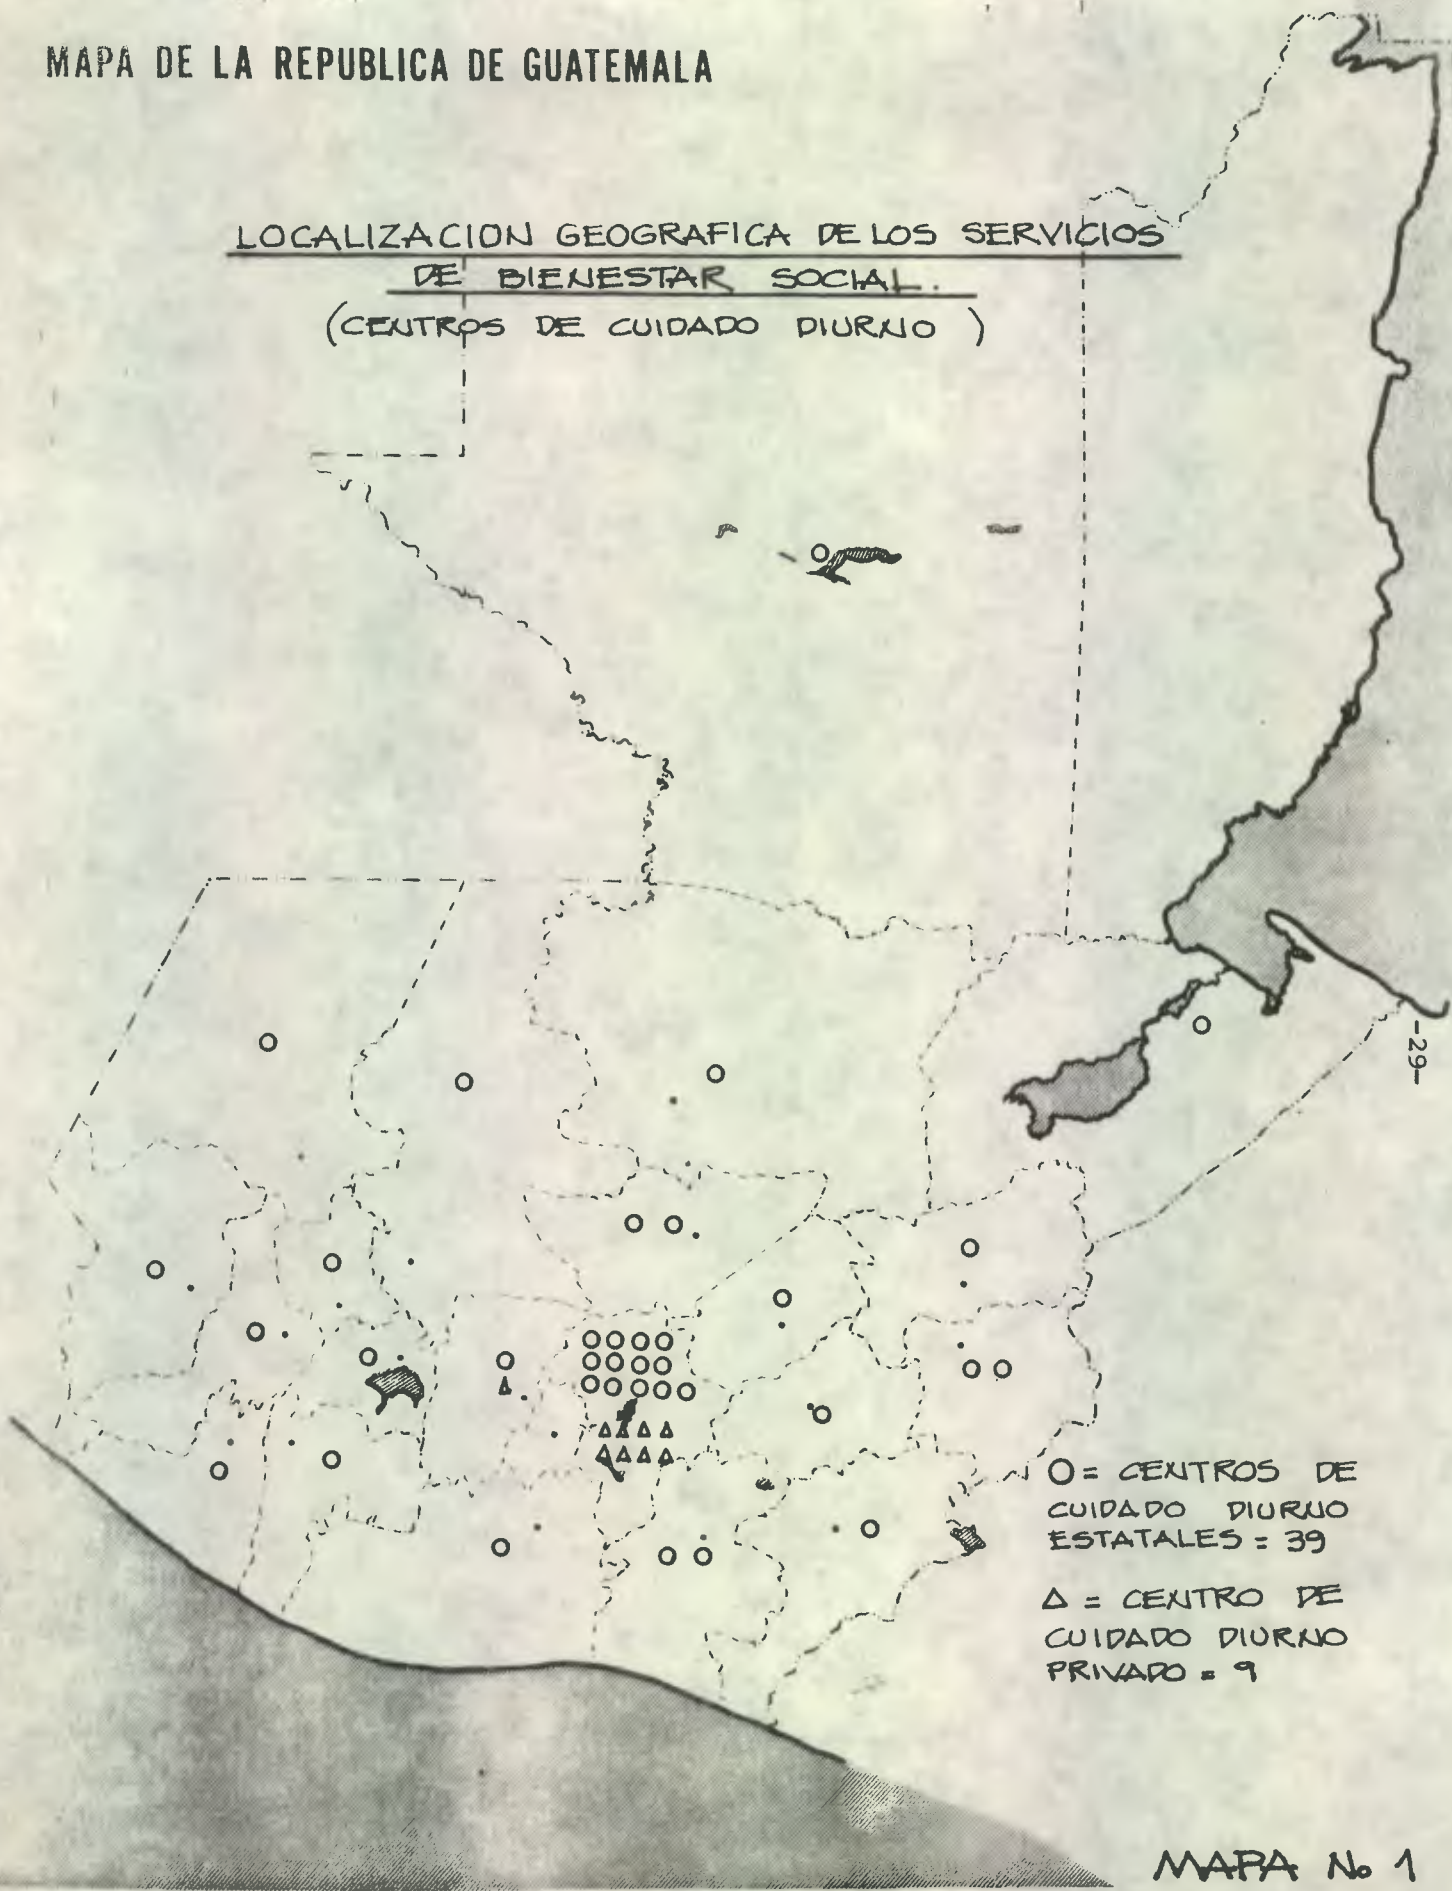 MAPA DE LA REPUBLICA DE GUATEMALA
LOCALIZACION GEOGRAFICA DE LOS SERVICIOS
DE BIENESTAR SOCIAL.
(CENTROS DE CUIDADO DIURNO )
-29-
O = CENTROS DE
CUIDADO DIURNO
ESTATALES = 39
Δ = CENTRO DE
CUIDADO DIURNO
PRIVADO = 9
MAPA No 1